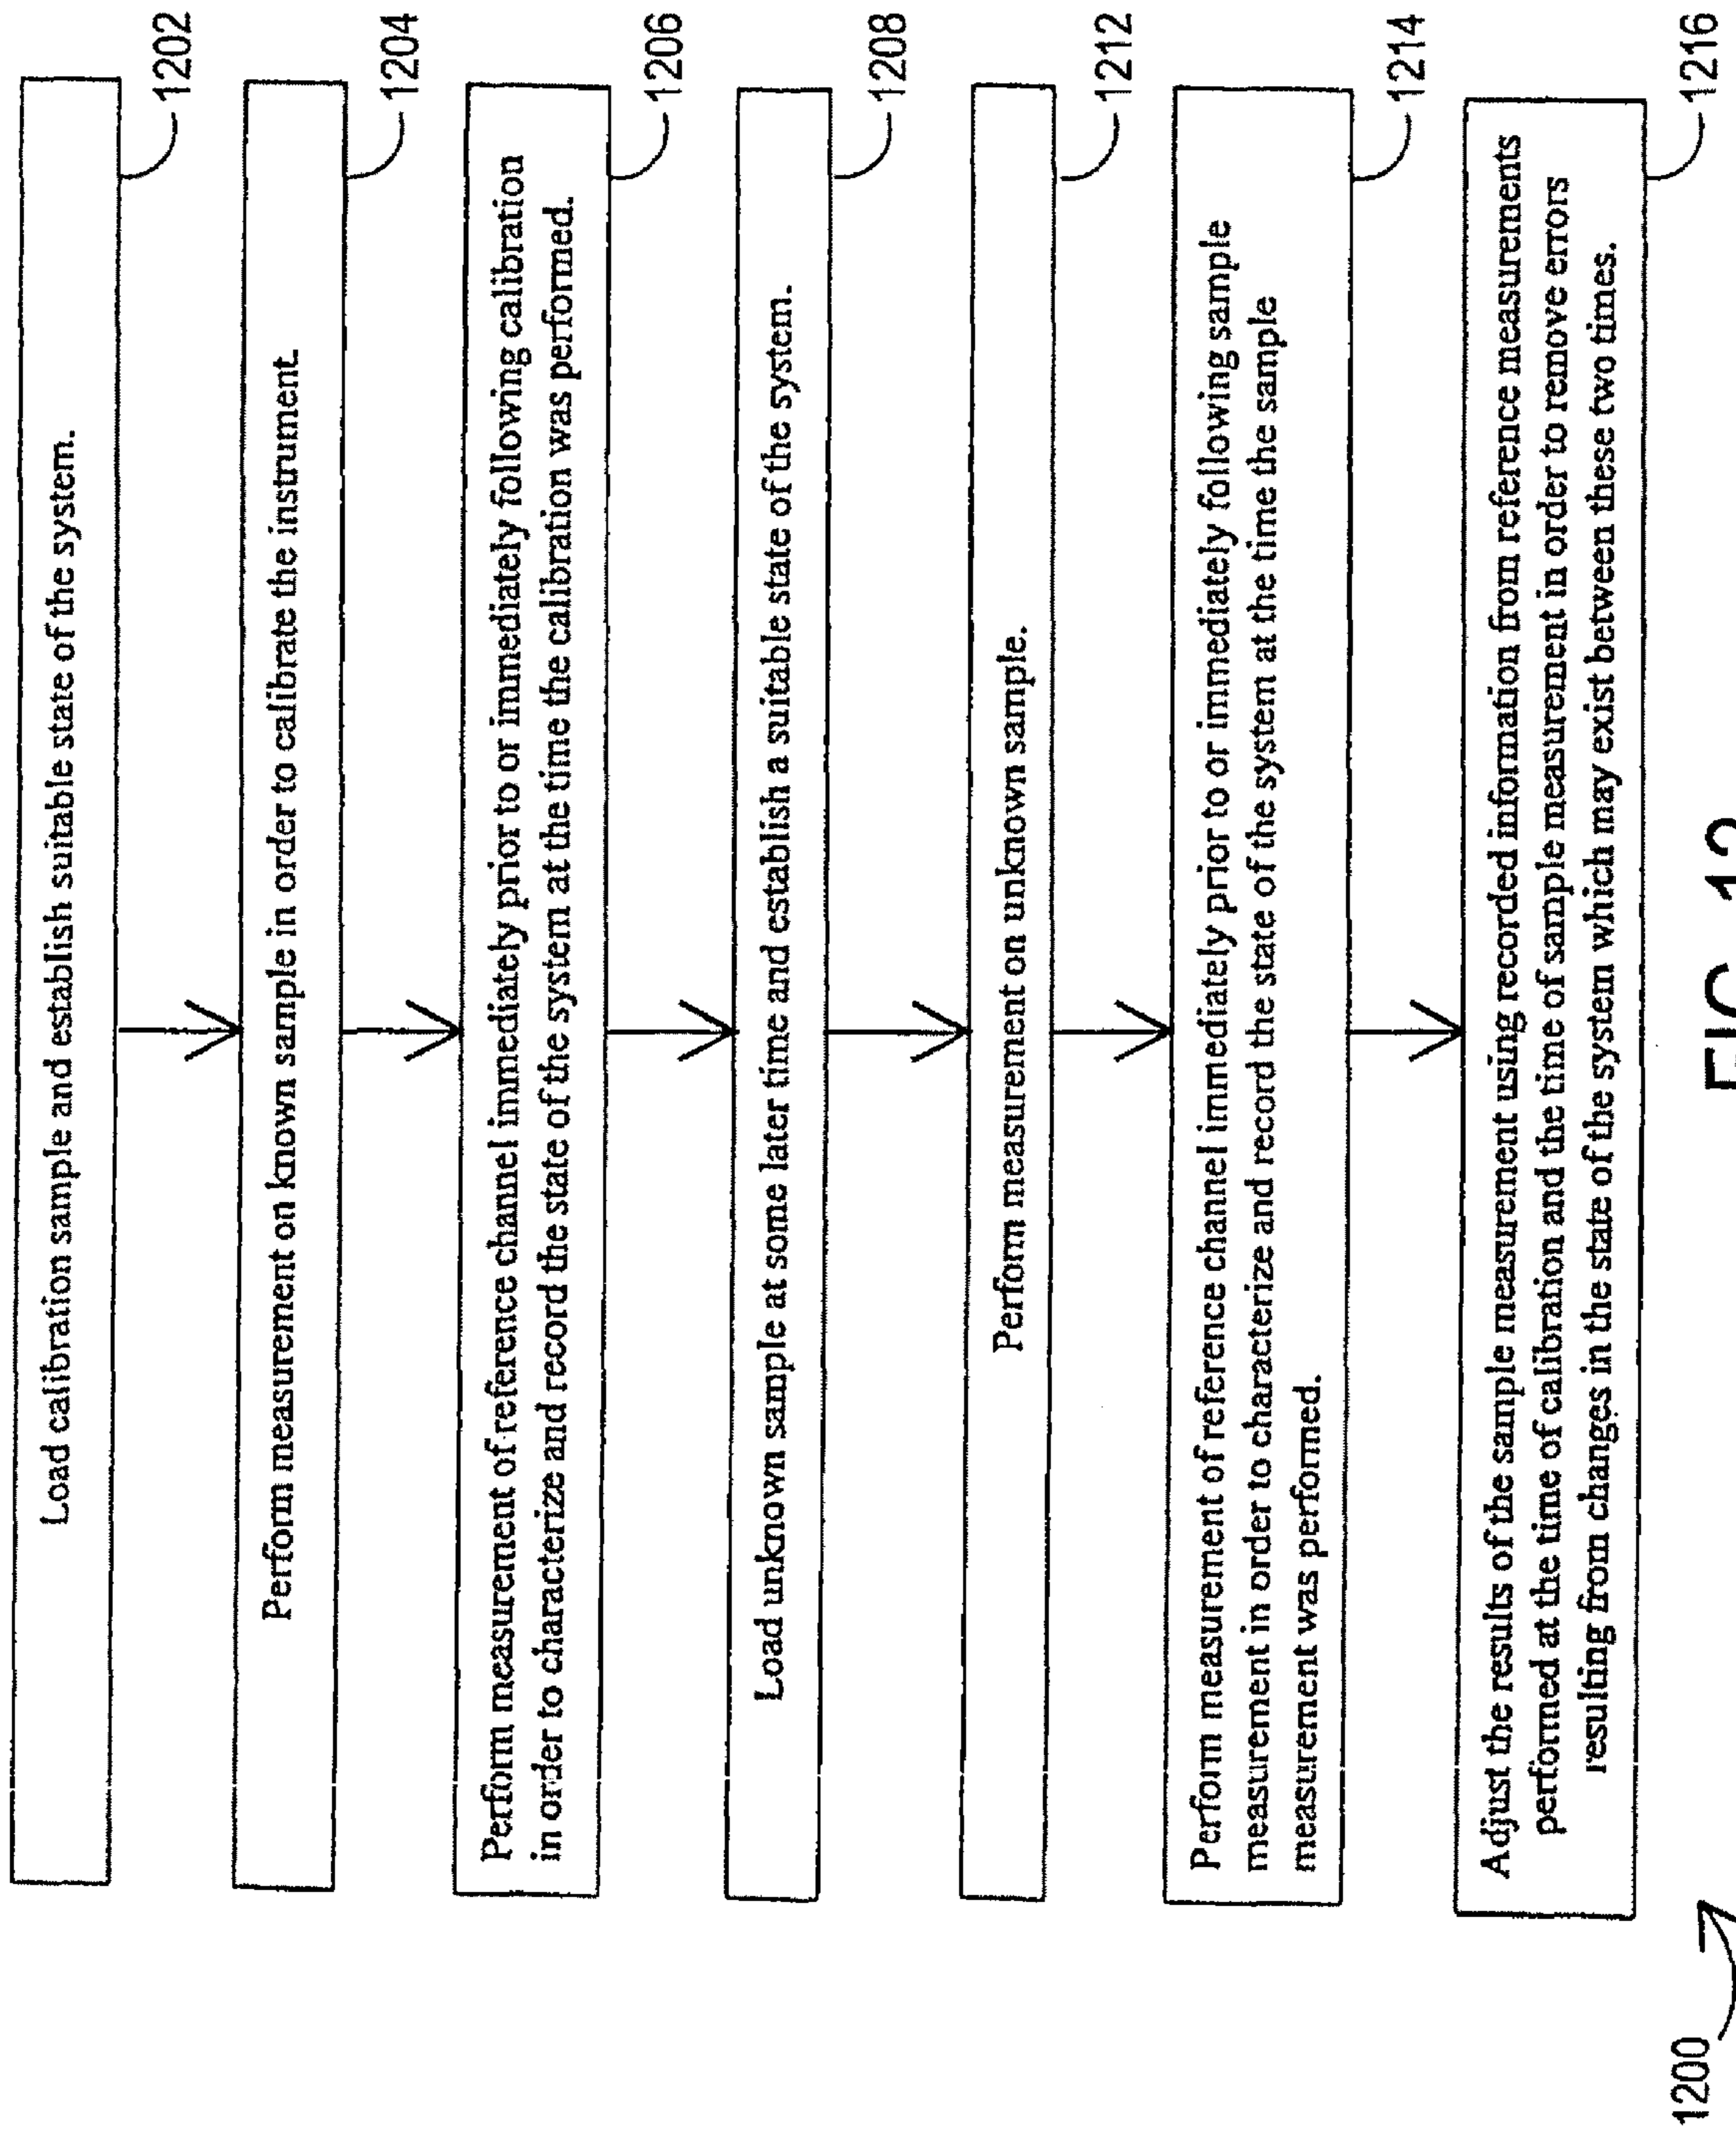 Load calibration sample and establish suitable state of the system.
1202
Perform measurement on known sample in order to calibrate the instrument.
1204
Perform measurement of reference channel immediately prior to or immediately following calibration
in order to characterize and record the state of the system at the time the calibration was performed.
1206
Load unknown sample at some later time and establish a suitable state of the system.
1208
Perform measurement on unknown sample.
1212
Perform measurement of reference channel immediately prior to or immediately following sample
measurement in order to characterize and record the state of the system at the time the sample
measurement was performed.
1214
Adjust the results of the sample measurement using recorded information from reference measurements
performed at the time of calibration and the time of sample measurement in order to remove errors
resulting from changes in the state of the system which may exist between these two times.
1216
1200
FIG. 12